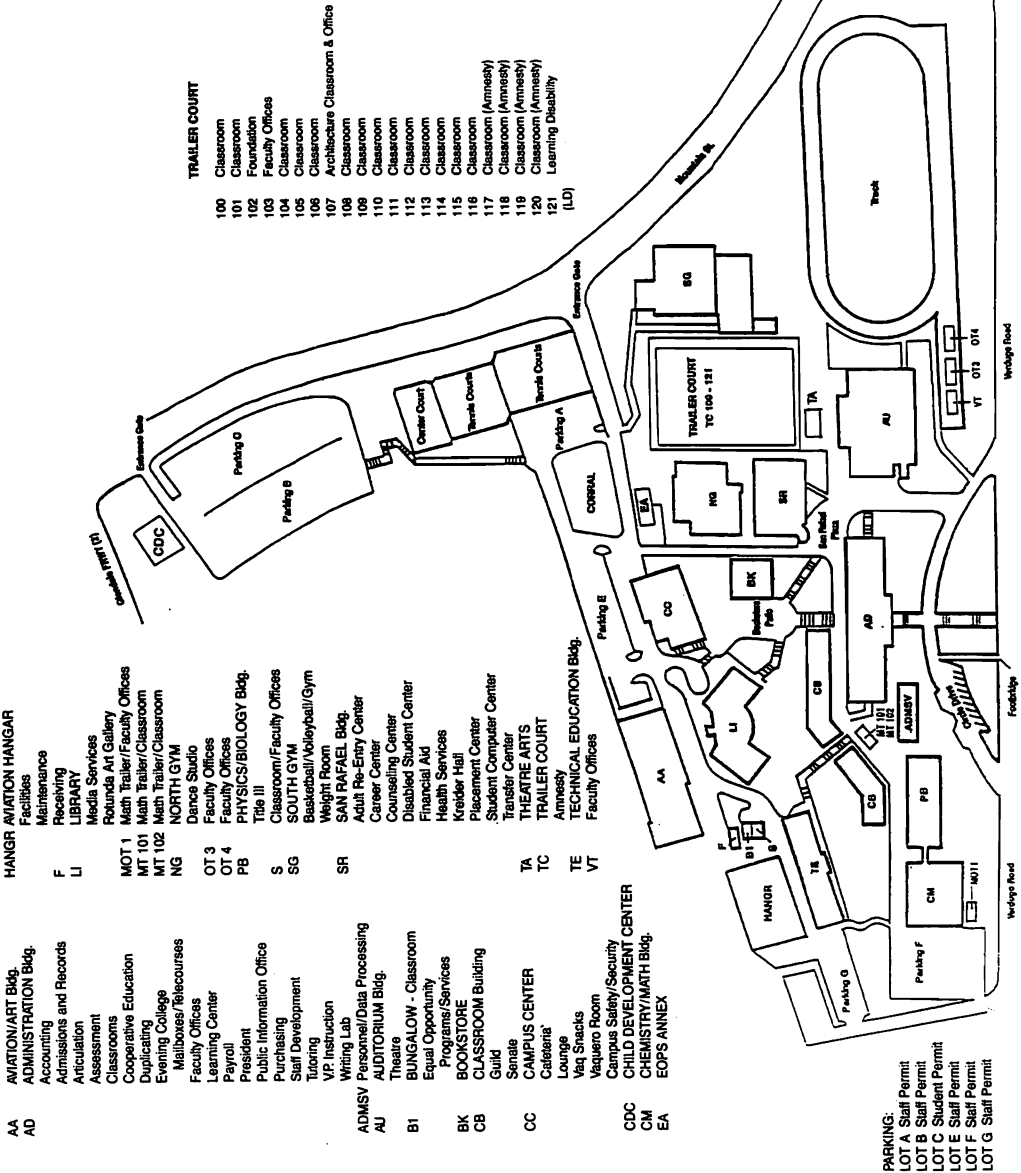 AA AVIATION/ART Bldg.
AD ADMINISTRATION Bldg.
Accounting
Admissions and Records
Articulation
Assessment
Classrooms
Cooperative Education
Duplicating
Evening College
Mailboxes/Telecourses
Faculty Offices
Learning Center
Payroll
President
Public Information Office
Purchasing
Staff Development
Tutoring
V.P. Instruction
Writing Lab
ADMSV Personnel/Data Processing
AU AUDITORIUM Bldg.
Theatre
B1 BUNGALOW - Classroom
Equal Opportunity
Programs/Services
BK BOOKSTORE
CB CLASSROOM Building
Guild
Senate
CC CAMPUS CENTER
Cafeteria
Lounge
Vaq Snacks
Vaquero Room
Campus Safety/Security
CDC CHILD DEVELOPMENT CENTER
CM CHEMISTRY/MATH Bldg.
EA EOPS ANNEX
HANGR AVIATION HANGAR
Facilities
Maintenance
F Receiving
LI LIBRARY
Media Services
Rotunda Art Gallery
MOT 1 Math Trailer/Faculty Offices
MT 101 Math Trailer/Classroom
MT 102 Math Trailer/Classroom
NG NORTH GYM
Dance Studio
OT 3 Faculty Offices
OT 4 Faculty Offices
PB PHYSICS/BIOLOGY Bldg.
Title III
S Classroom/Faculty Offices
SG SOUTH GYM
Basketball/Volleyball/Gym
Weight Room
SR SAN RAFAEL Bldg.
Adult Re-Entry Center
Career Center
Counseling Center
Disabled Student Center
Financial Aid
Health Services
Kreider Hall
Placement Center
Student Computer Center
Transfer Center
TA THEATRE ARTS
TC TRAILER COURT
Amnesty
TE TECHNICAL EDUCATION Bldg.
VT Faculty Offices
TRAILER COURT
100 Classroom
101 Classroom
102 Foundation
103 Faculty Offices
104 Classroom
105 Classroom
106 Classroom
107 Architecture Classroom & Office
108 Classroom
109 Classroom
110 Classroom
111 Classroom
112 Classroom
113 Classroom
114 Classroom
115 Classroom
116 Classroom
117 Classroom (Amnesty)
118 Classroom (Amnesty)
119 Classroom (Amnesty)
120 Classroom (Amnesty)
121 Learning Disability
(LD)
PARKING:
LOT A Staff Permit
LOT B Staff Permit
LOT C Student Permit
LOT E Staff Permit
LOT F Staff Permit
LOT G Staff Permit
Glendale FRWY (2)
Entrance Gate
CDC
Parking C
Parking B
Center Court
Tennis Courts
Tennis Courts
Entrance Gate
Mountain St.
Parking A
CORRAL
Parking E
EA
TRAILER COURT
TC 100 - 121
SG
Track
TA
NG
SR
San Rafael
Plaza
AU
VT
OT3
OT4
Verdugo Road
CC
BK
Bookstore
Patio
AD
CB
LI
AA
F
B1
S
HANGR
TE
CB
MT 101
MT 102
ADMSV
Circle Drive
Footbridge
PB
CM
MOT1
Parking F
Parking G
Verdugo Road